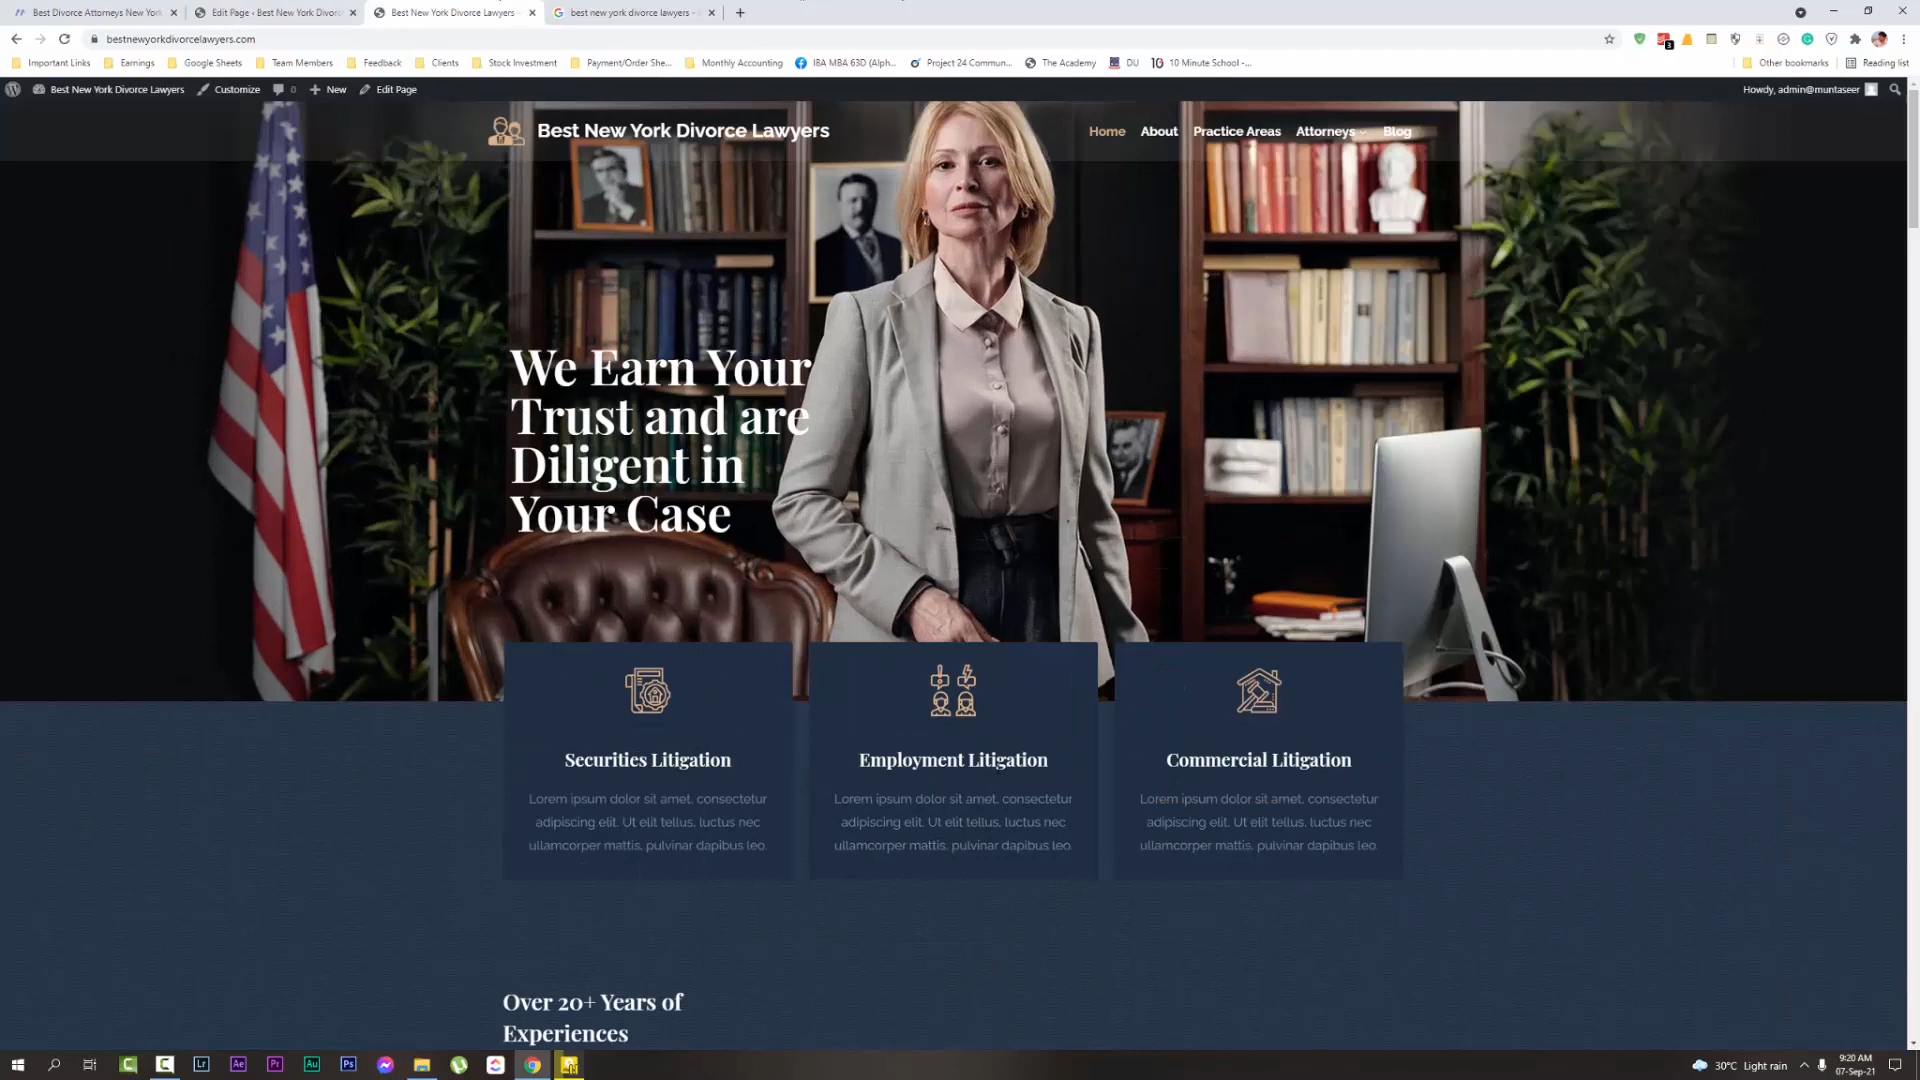 Best Divorce Attorneys New York
Edit Page ‹ Best New York Divorc
Best New York Divorce Lawyers -
best new york divorce lawyers -
bestnewyorkdivorcelawyers.com
Important Links
Earnings
Google Sheets
Team Members
Feedback
Clients
Stock Investment
Payment/Order She...
Monthly Accounting
IBA MBA 63D (Alph...
Project 24 Commun...
The Academy
DU
10 Minute School -...
Other bookmarks
Reading list
Best New York Divorce Lawyers
Customize
0
New
Edit Page
Howdy, admin@muntaseer
Best New York Divorce Lawyers
Home
About
Practice Areas
Attorneys
Blog
We Earn Your
Trust and are
Diligent in
Your Case
Securities Litigation
Lorem ipsum dolor sit amet, consectetur
adipiscing elit. Ut elit tellus, luctus nec
ullamcorper mattis, pulvinar dapibus leo.
Employment Litigation
Lorem ipsum dolor sit amet, consectetur
adipiscing elit. Ut elit tellus, luctus nec
ullamcorper mattis, pulvinar dapibus leo.
Commercial Litigation
Lorem ipsum dolor sit amet, consectetur
adipiscing elit. Ut elit tellus, luctus nec
ullamcorper mattis, pulvinar dapibus leo.
Over 20+ Years of
Experiences
Lr
Ae
Pr
Au
Ps
30°C Light rain
9:20 AM
07-Sep-21